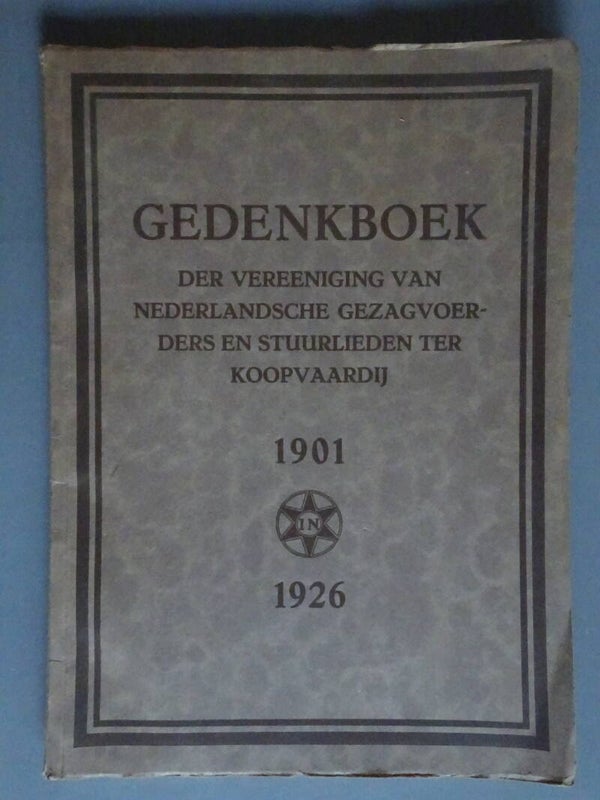 GEDENKBOEK
DER VEREENIGING VAN
NEDERLANDSCHE GEZAGVOER-
DERS EN STUURLIEDEN TER
KOOPVAARDIJ
1901
IN
1926